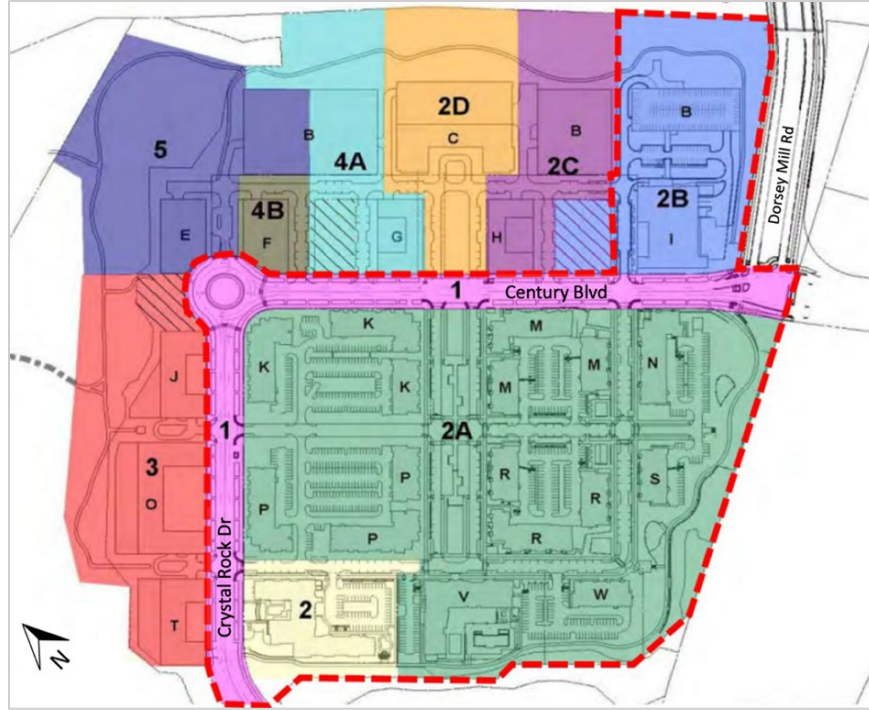 B
2D
B
B
5
B
C
4A
2C
2B
4B
E
F
G
H
I
Dorsey Mill Rd
1
Century Blvd
K
M
J
K
K
M
M
N
1
2A
3
O
P
P
P
R
R
R
S
Crystal Rock Dr
2
V
W
T
N